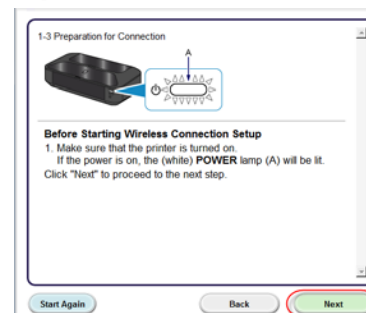 1-3 Preparation for Connection
A
Before Starting Wireless Connection Setup
1. Make sure that the printer is turned on.
If the power is on, the (white) POWER lamp (A) will be lit.
Click "Next" to proceed to the next step.
Start Again
Back
Next